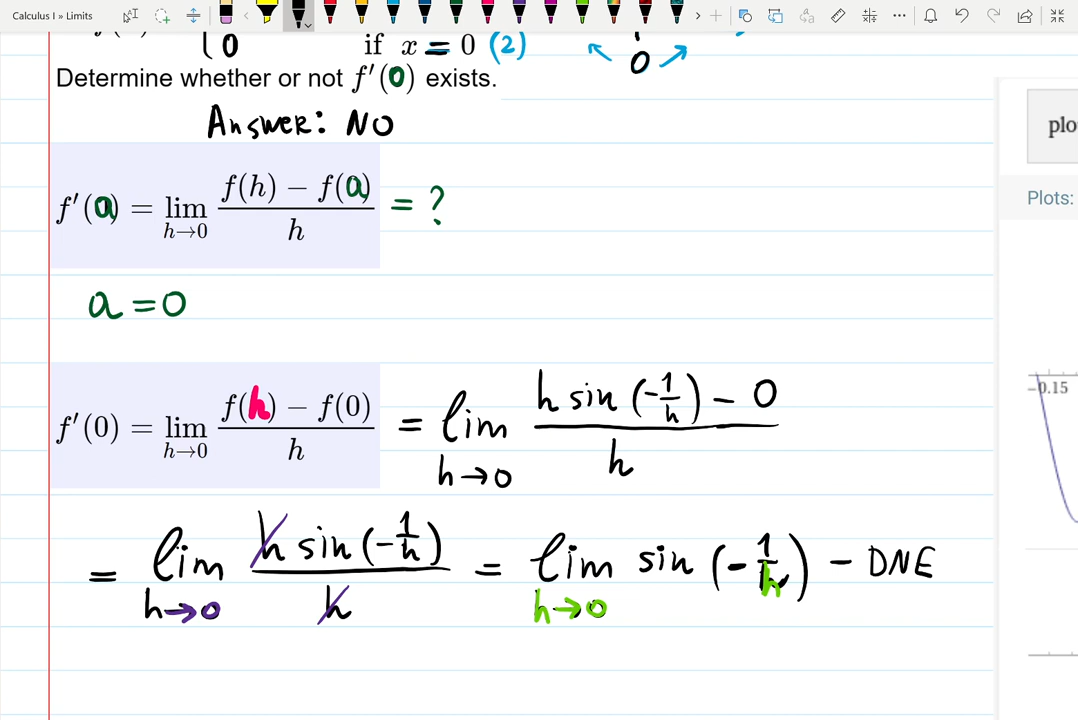 Calculus I » Limits
0 if x = 0 (2) 0
Determine whether or not f'(0) exists.
Answer: NO
f'(a) = lim h→0 f(h) − f(a) / h = ?
a = 0
f'(0) = lim h→0 f(h) − f(0) / h = lim h→0 h sin (-1/h) − 0 / h
= lim h→0 h sin (-1/h) / h = lim h→0 sin (-1/h) − DNE
plo
Plots:
−0.15